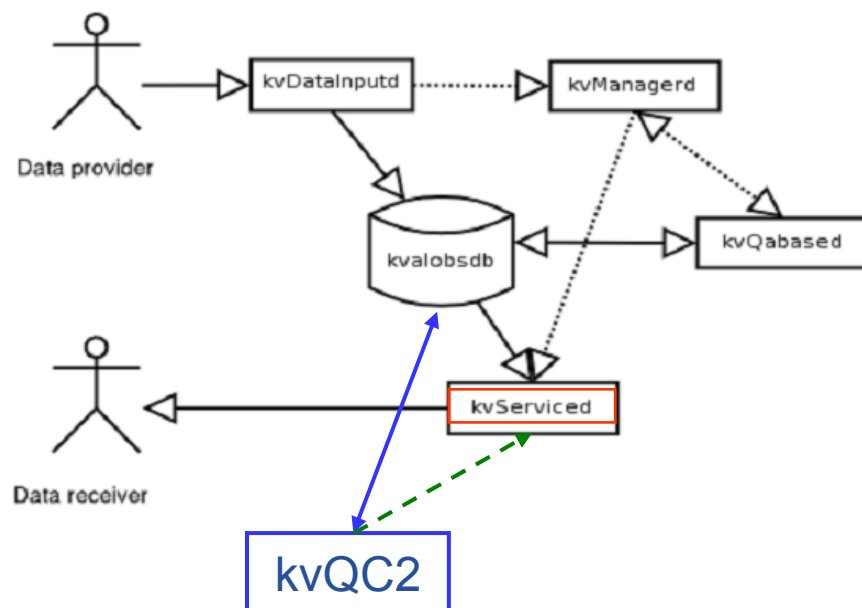 kvDataInputd
kvManagerd
Data provider
kvalobsdb
kvQabased
kvServiced
Data receiver
kvQC2